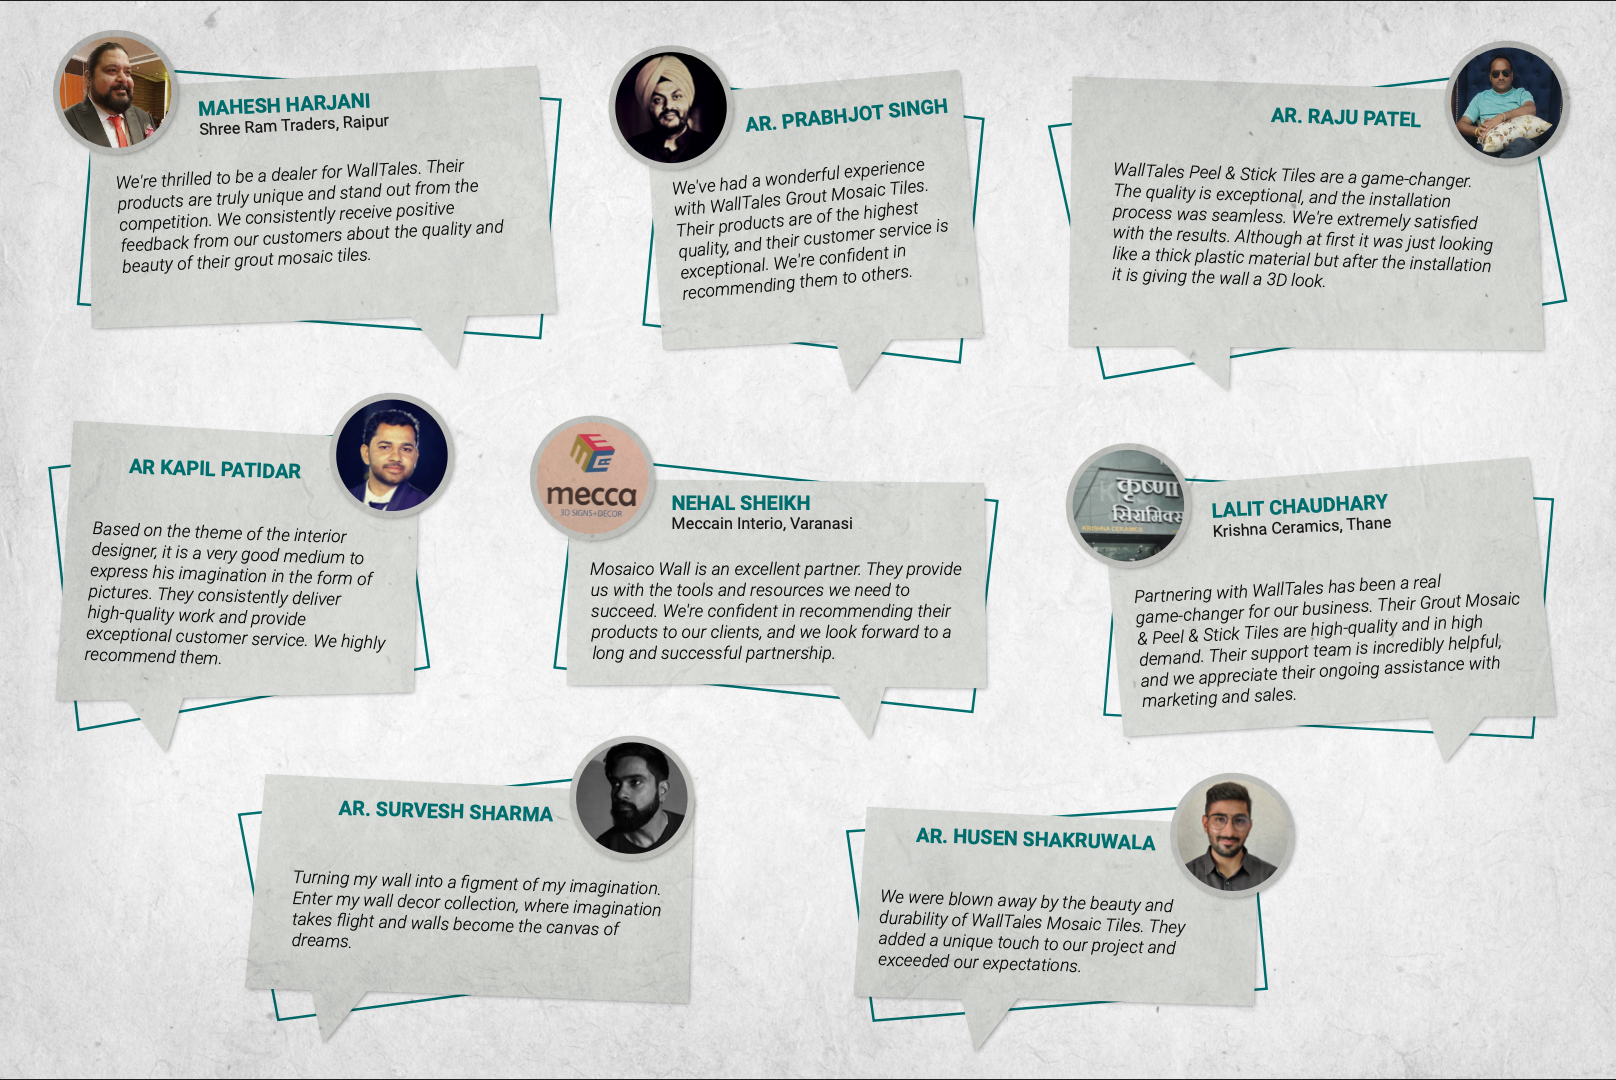 MAHESH HARJANI
Shree Ram Traders, Raipur
We're thrilled to be a dealer for WallTales. Their
products are truly unique and stand out from the
competition. We consistently receive positive
feedback from our customers about the quality and
beauty of their grout mosaic tiles.
AR. PRABHJOT SINGH
We've had a wonderful experience
with WallTales Grout Mosaic Tiles.
Their products are of the highest
quality, and their customer service is
exceptional. We're confident in
recommending them to others.
AR. RAJU PATEL
WallTales Peel & Stick Tiles are a game-changer.
The quality is exceptional, and the installation
process was seamless. We're extremely satisfied
with the results. Although at first it was just looking
like a thick plastic material but after the installation
it is giving the wall a 3D look.
AR KAPIL PATIDAR
Based on the theme of the interior
designer, it is a very good medium to
express his imagination in the form of
pictures. They consistently deliver
high-quality work and provide
exceptional customer service. We highly
recommend them.
mecca
3D SIGNS+DECOR
NEHAL SHEIKH
Meccain Interio, Varanasi
Mosaico Wall is an excellent partner. They provide
us with the tools and resources we need to
succeed. We're confident in recommending their
products to our clients, and we look forward to a
long and successful partnership.
कृष्णा
सिरामिक्स
KRISHNA CERAMICS
LALIT CHAUDHARY
Krishna Ceramics, Thane
Partnering with WallTales has been a real
game-changer for our business. Their Grout Mosaic
& Peel & Stick Tiles are high-quality and in high
demand. Their support team is incredibly helpful,
and we appreciate their ongoing assistance with
marketing and sales.
AR. SURVESH SHARMA
Turning my wall into a figment of my imagination.
Enter my wall decor collection, where imagination
takes flight and walls become the canvas of
dreams.
AR. HUSEN SHAKRUWALA
We were blown away by the beauty and
durability of WallTales Mosaic Tiles. They
added a unique touch to our project and
exceeded our expectations.